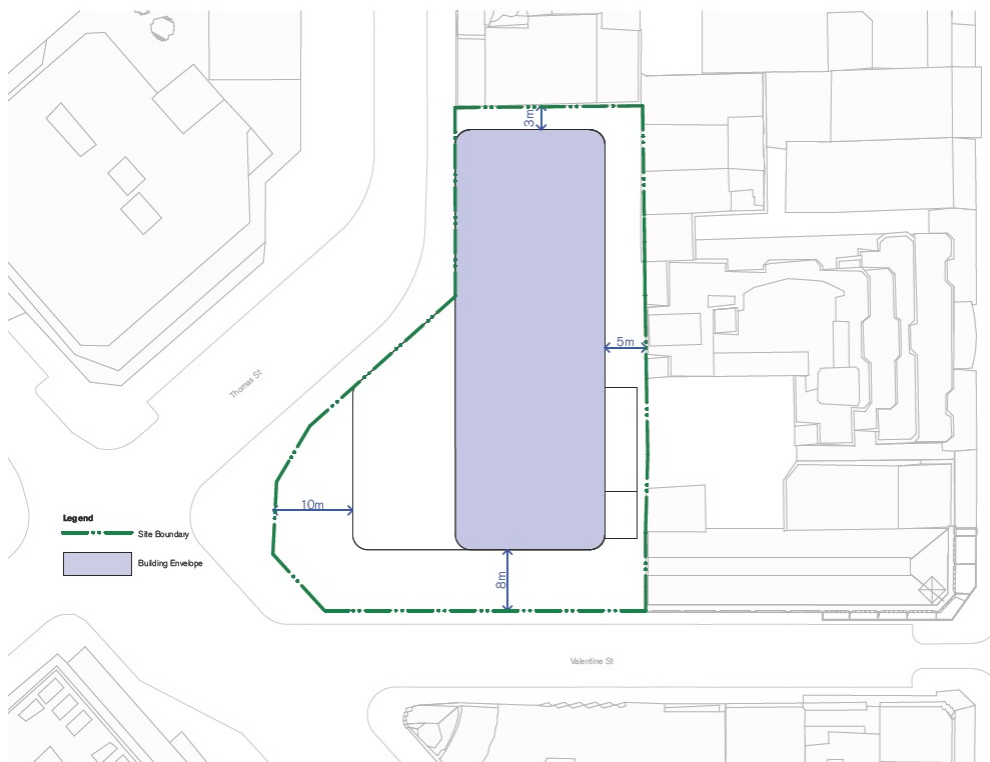 3m
5m
Thomas St
10m
Legend
Site Boundary
Building Envelope
8m
Valentine St